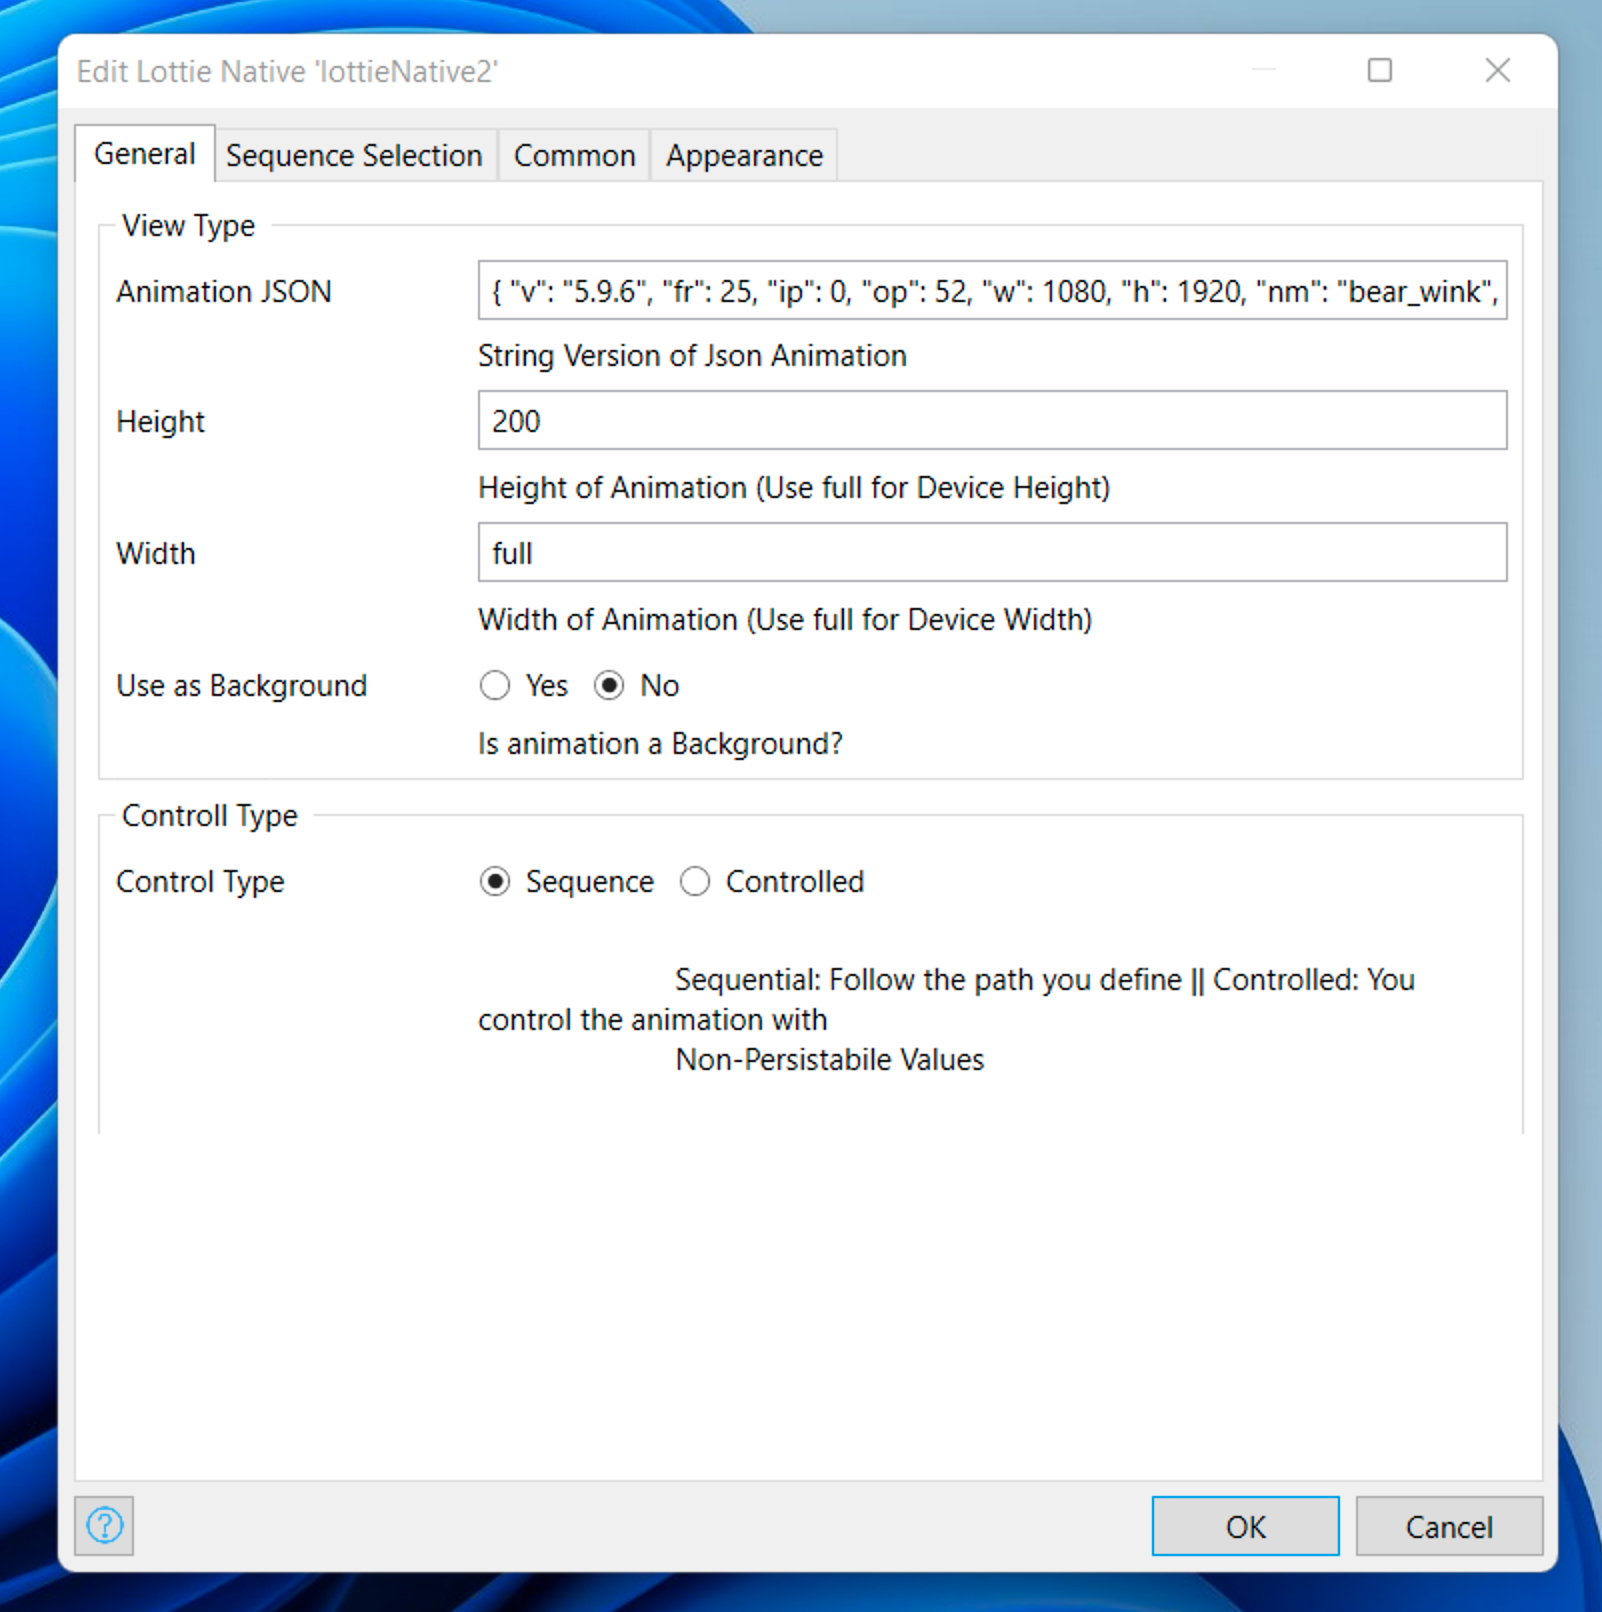 Edit Lottie Native 'lottieNative2'
General Sequence Selection Common Appearance
View Type
Animation JSON { "v": "5.9.6", "fr": 25, "ip": 0, "op": 52, "w": 1080, "h": 1920, "nm": "bear_wink",
String Version of Json Animation
Height 200
Height of Animation (Use full for Device Height)
Width full
Width of Animation (Use full for Device Width)
Use as Background Yes No
Is animation a Background?
Controll Type
Control Type Sequence Controlled
Sequential: Follow the path you define || Controlled: You
control the animation with
Non-Persistabile Values
? OK Cancel